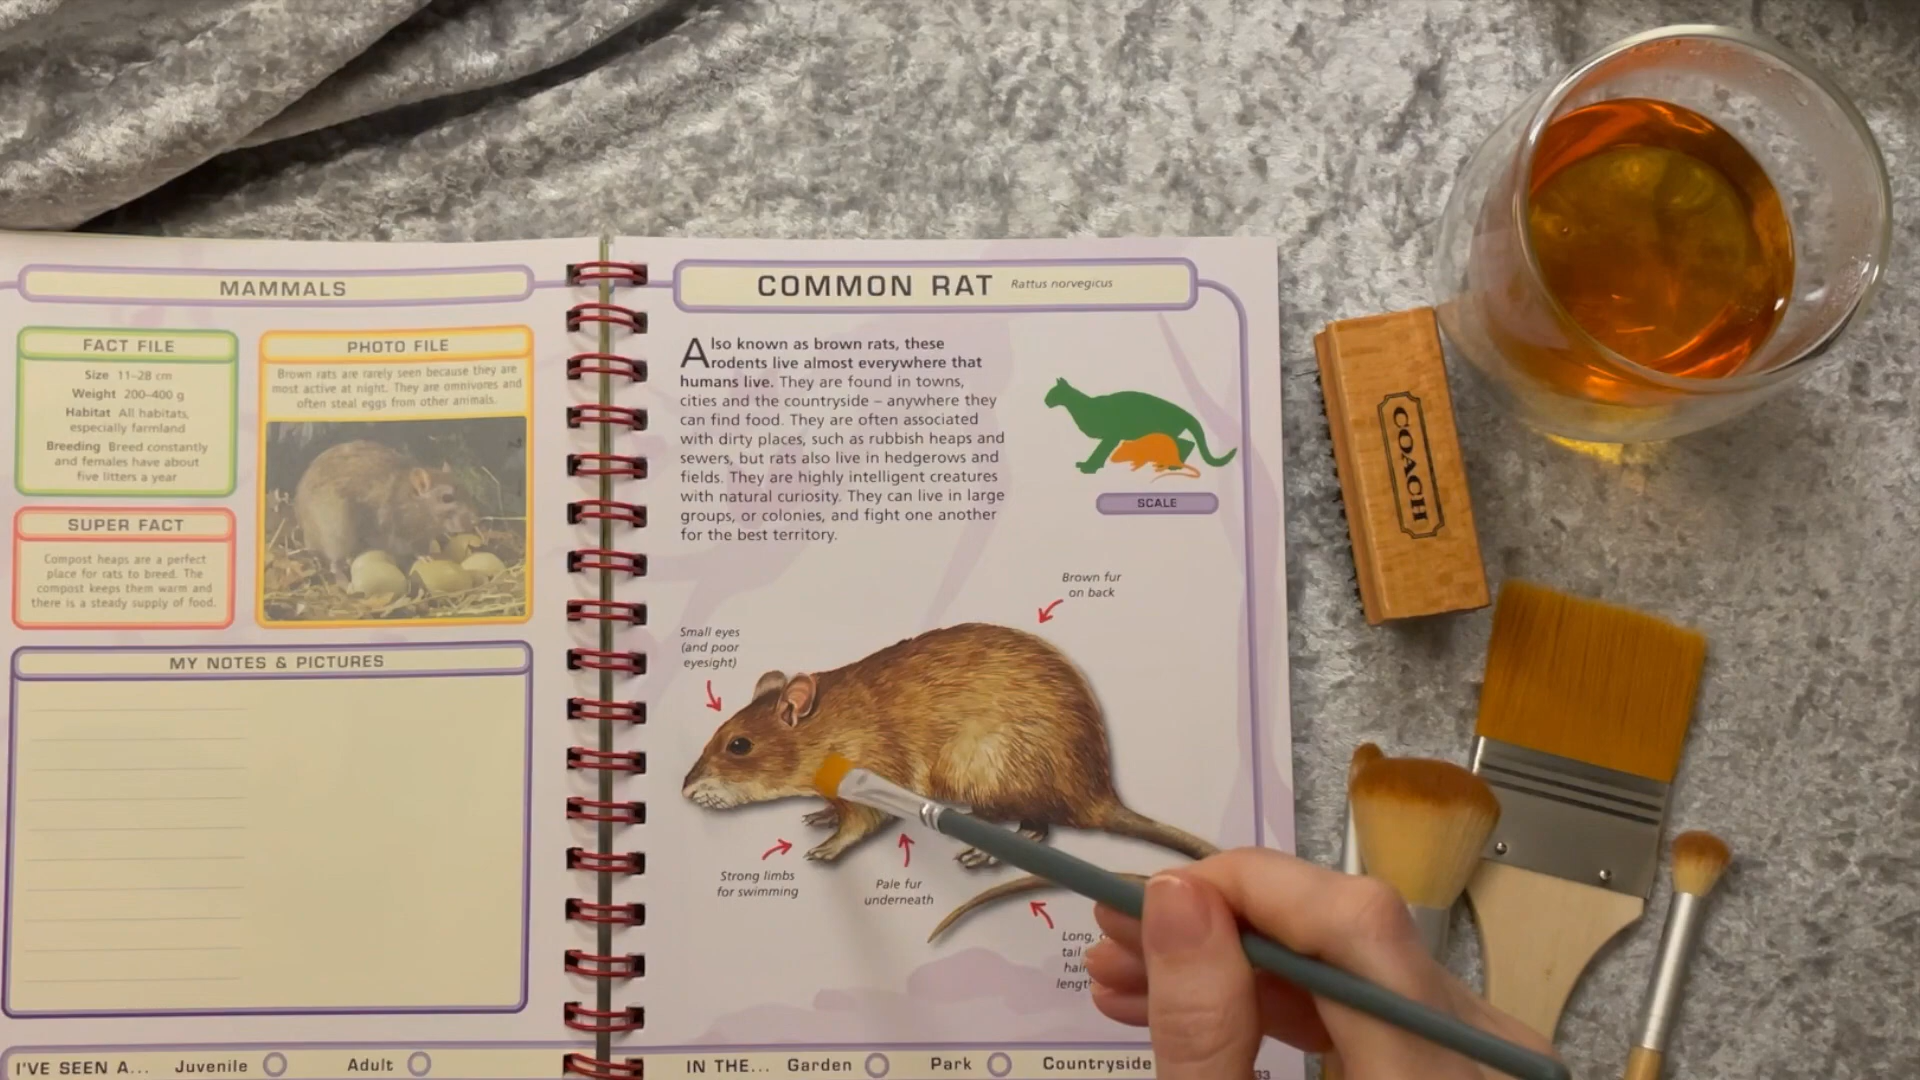 MAMMALS
FACT FILE
Size 11–28 cm
Weight 200–400 g
Habitat All habitats,
especially farmland
Breeding Breed constantly
and females have about
five litters a year
SUPER FACT
Compost heaps are a perfect
place for rats to breed. The
compost keeps them warm and
there is a steady supply of food.
PHOTO FILE
Brown rats are rarely seen because they are
most active at night. They are omnivores and
often steal eggs from other animals.
MY NOTES & PICTURES
I'VE SEEN A... Juvenile Adult
COMMON RAT Rattus norvegicus
Also known as brown rats, these
rodents live almost everywhere that
humans live. They are found in towns,
cities and the countryside – anywhere they
can find food. They are often associated
with dirty places, such as rubbish heaps and
sewers, but rats also live in hedgerows and
fields. They are highly intelligent creatures
with natural curiosity. They can live in large
groups, or colonies, and fight one another
for the best territory.
SCALE
Brown fur
on back
Small eyes
(and poor
eyesight)
Strong limbs
for swimming
Pale fur
underneath
Long,
tail
hair
length
IN THE... Garden Park Countryside
33
COACH